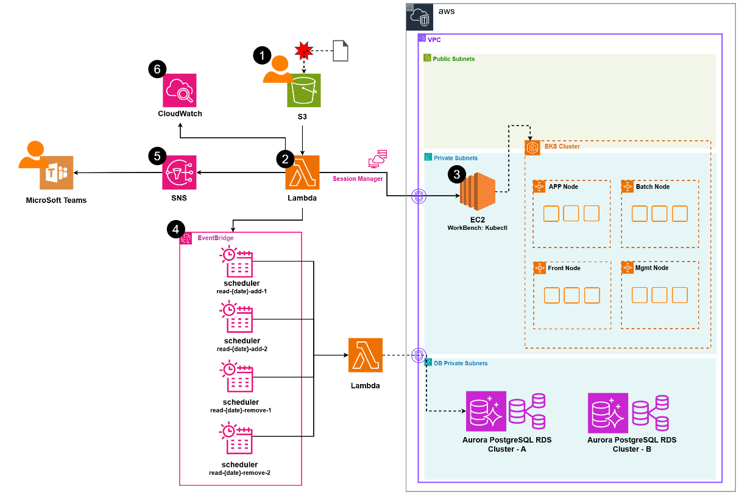 aws
VPC
Public Subnets
1
6
S3
CloudWatch
EKS Cluster
5
2
Session Manager
Private Subnets
3
APP Node
Batch Node
MicroSoft Teams
SNS
Lambda
EC2
WorkBench: Kubectl
4
EventBridge
Front Node
Mgmt Node
scheduler
read-{date}-add-1
scheduler
read-{date}-add-2
Lambda
DB Private Subnets
scheduler
read-{date}-remove-1
scheduler
read-{date}-remove-2
Aurora PostgreSQL RDS
Cluster - A
Aurora PostgreSQL RDS
Cluster - B